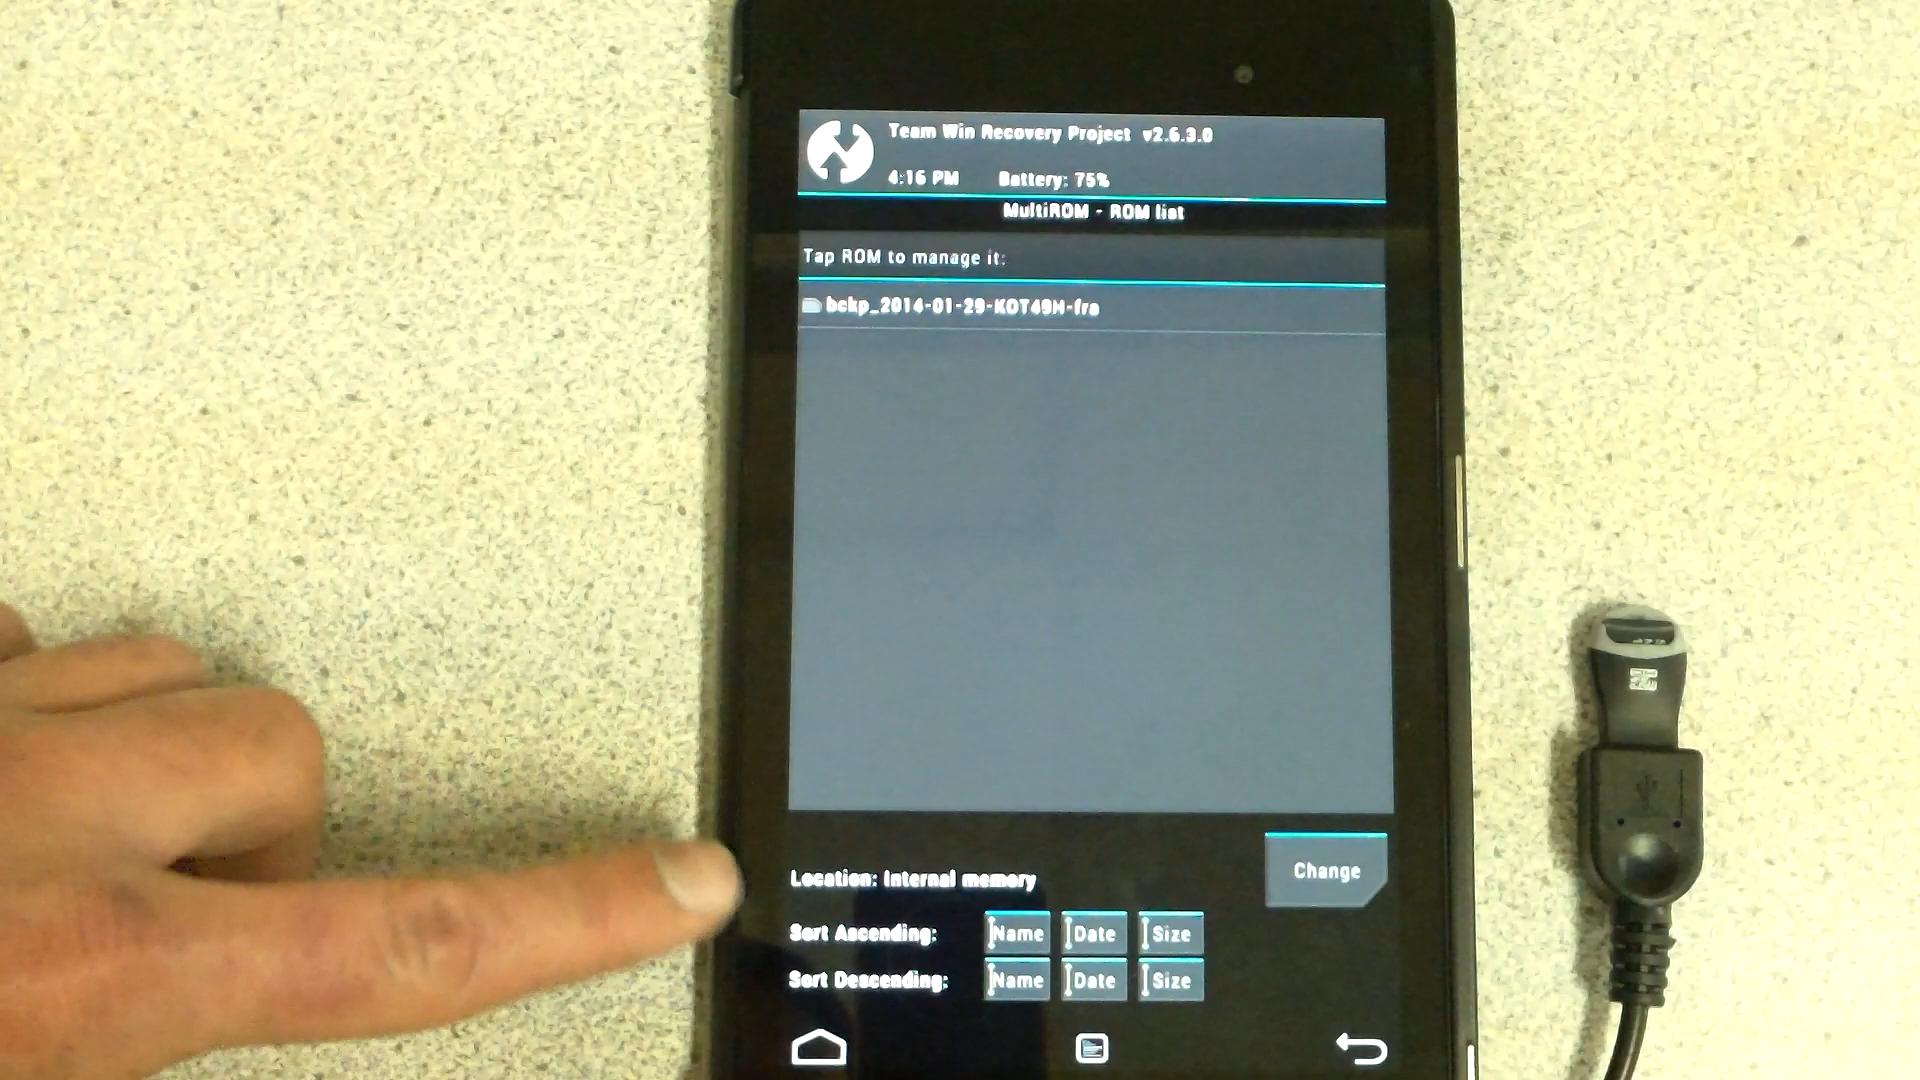 Team Win Recovery Project v2.6.3.0
4:16 PM Battery: 75%
MultiROM - ROM list
Tap ROM to manage it:
bckp_2014-01-29-KOT49H-fra
Location: Internal memory
Change
Sort Ascending: Name Date Size
Sort Descending: Name Date Size